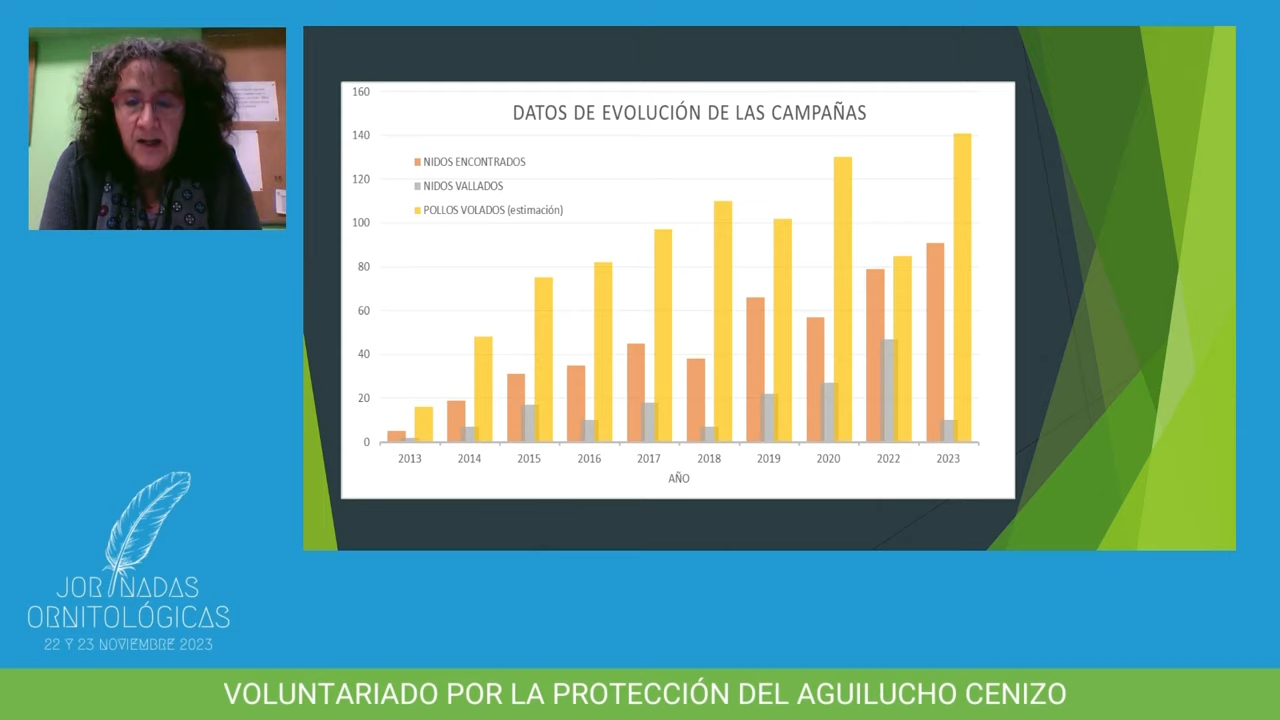 DATOS DE EVOLUCIÓN DE LAS CAMPAÑAS
NIDOS ENCONTRADOS
NIDOS VALLADOS
POLLOS VOLADOS (estimación)
160
140
120
100
80
60
40
20
0
2013 2014 2015 2016 2017 2018 2019 2020 2022 2023
AÑO
JORNADAS
ORNITOLÓGICAS
22 Y 23 NOVIEMBRE 2023
VOLUNTARIADO POR LA PROTECCIÓN DEL AGUILUCHO CENIZO